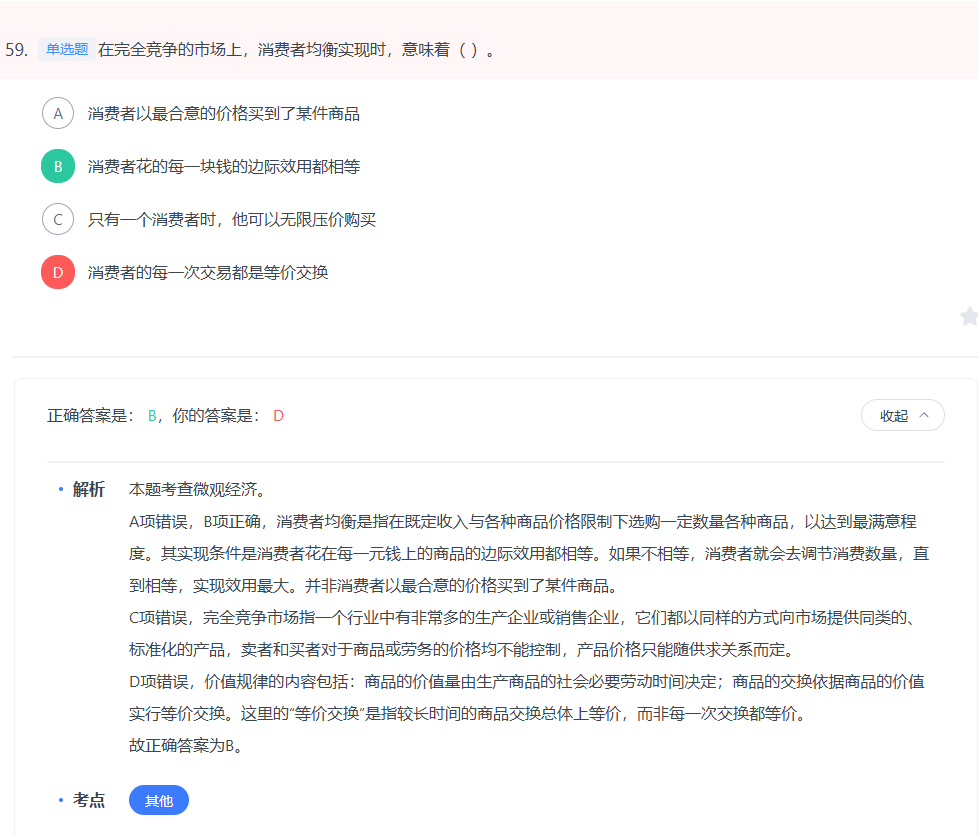 59. 单选题 在完全竞争的市场上，消费者均衡实现时，意味着（ ）。
A 消费者以最合意的价格买到了某件商品
B 消费者花的每一块钱的边际效用都相等
C 只有一个消费者时，他可以无限压价购买
D 消费者的每一次交易都是等价交换
正确答案是： B，你的答案是： D
收起
· 解析 本题考查微观经济。
A项错误，B项正确，消费者均衡是指在既定收入与各种商品价格限制下选购一定数量各种商品，以达到最满意程
度。其实现条件是消费者花在每一元钱上的商品的边际效用都相等。如果不相等，消费者就会去调节消费数量，直
到相等，实现效用最大。并非消费者以最合意的价格买到了某件商品。
C项错误，完全竞争市场指一个行业中有非常多的生产企业或销售企业，它们都以同样的方式向市场提供同类的、
标准化的产品，卖者和买者对于商品或劳务的价格均不能控制，产品价格只能随供求关系而定。
D项错误，价值规律的内容包括：商品的价值量由生产商品的社会必要劳动时间决定；商品的交换依据商品的价值
实行等价交换。这里的“等价交换”是指较长时间的商品交换总体上等价，而非每一次交换都等价。
故正确答案为B。
· 考点 其他